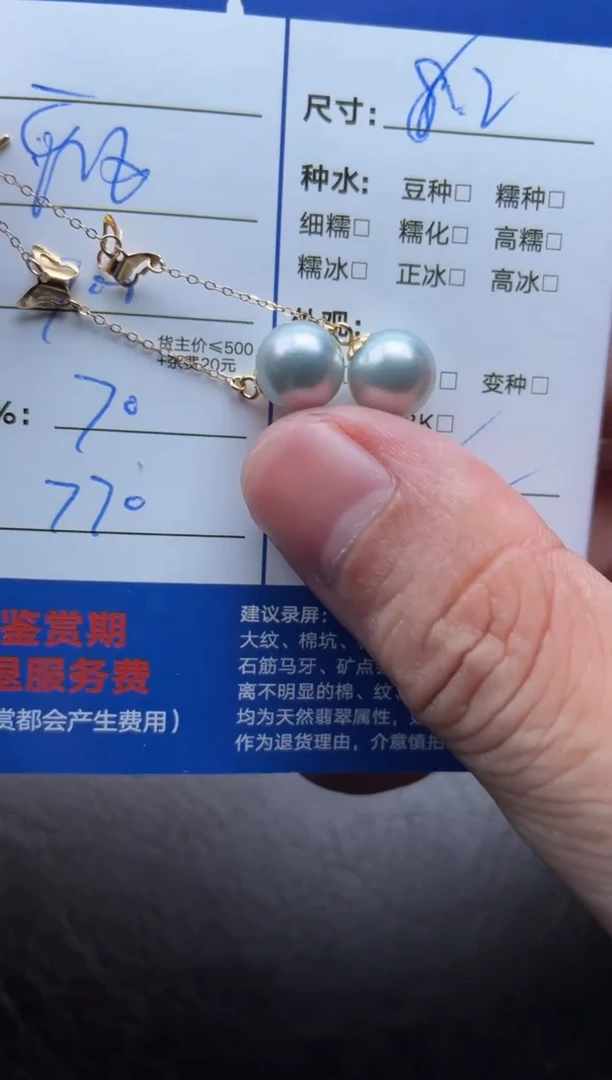 尺寸: 8.2
种水: 豆种□ 糯种□
细糯□ 糯化□ 高糯□
糯冰□ 正冰□ 高冰□
外观:
货主价≤500
+杂费20元
□ 变种□
%: 70
K□
770
鉴赏期
退服务费
赏都会产生费用)
建议录屏:
大纹、棉坑、
石筋马牙、矿点
离不明显的棉、纹、
均为天然翡翠属性,
作为退货理由,介意慎拍